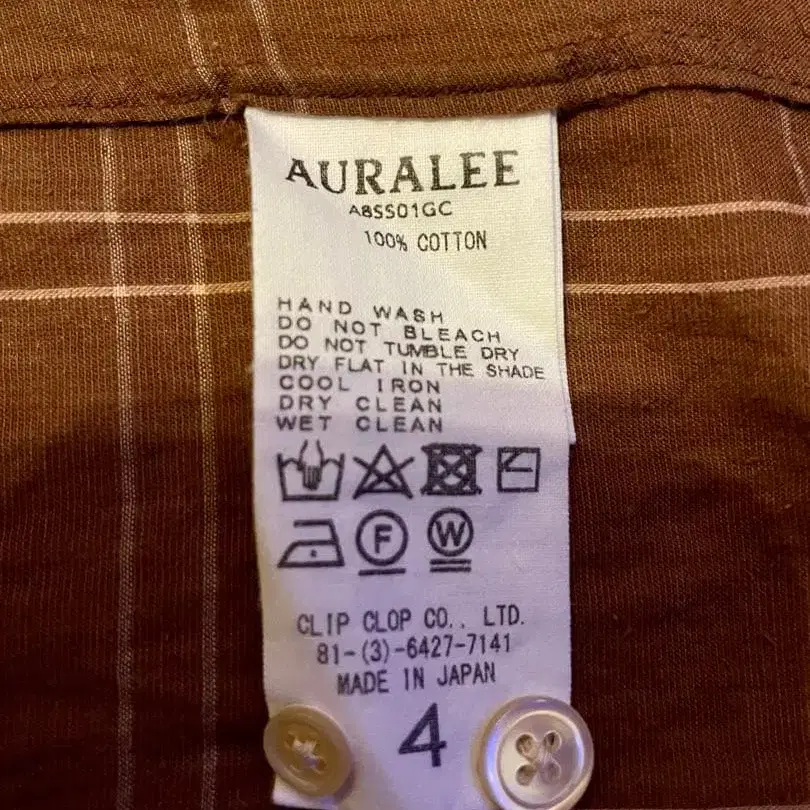 AURALEE
A8SS01GC
100% COTTON
HAND WASH
DO NOT BLEACH
DO NOT TUMBLE DRY
DRY FLAT IN THE SHADE
COOL IRON
DRY CLEAN
WET CLEAN
F W
CLIP CLOP CO., LTD.
81-(3)-6427-7141
MADE IN JAPAN
4